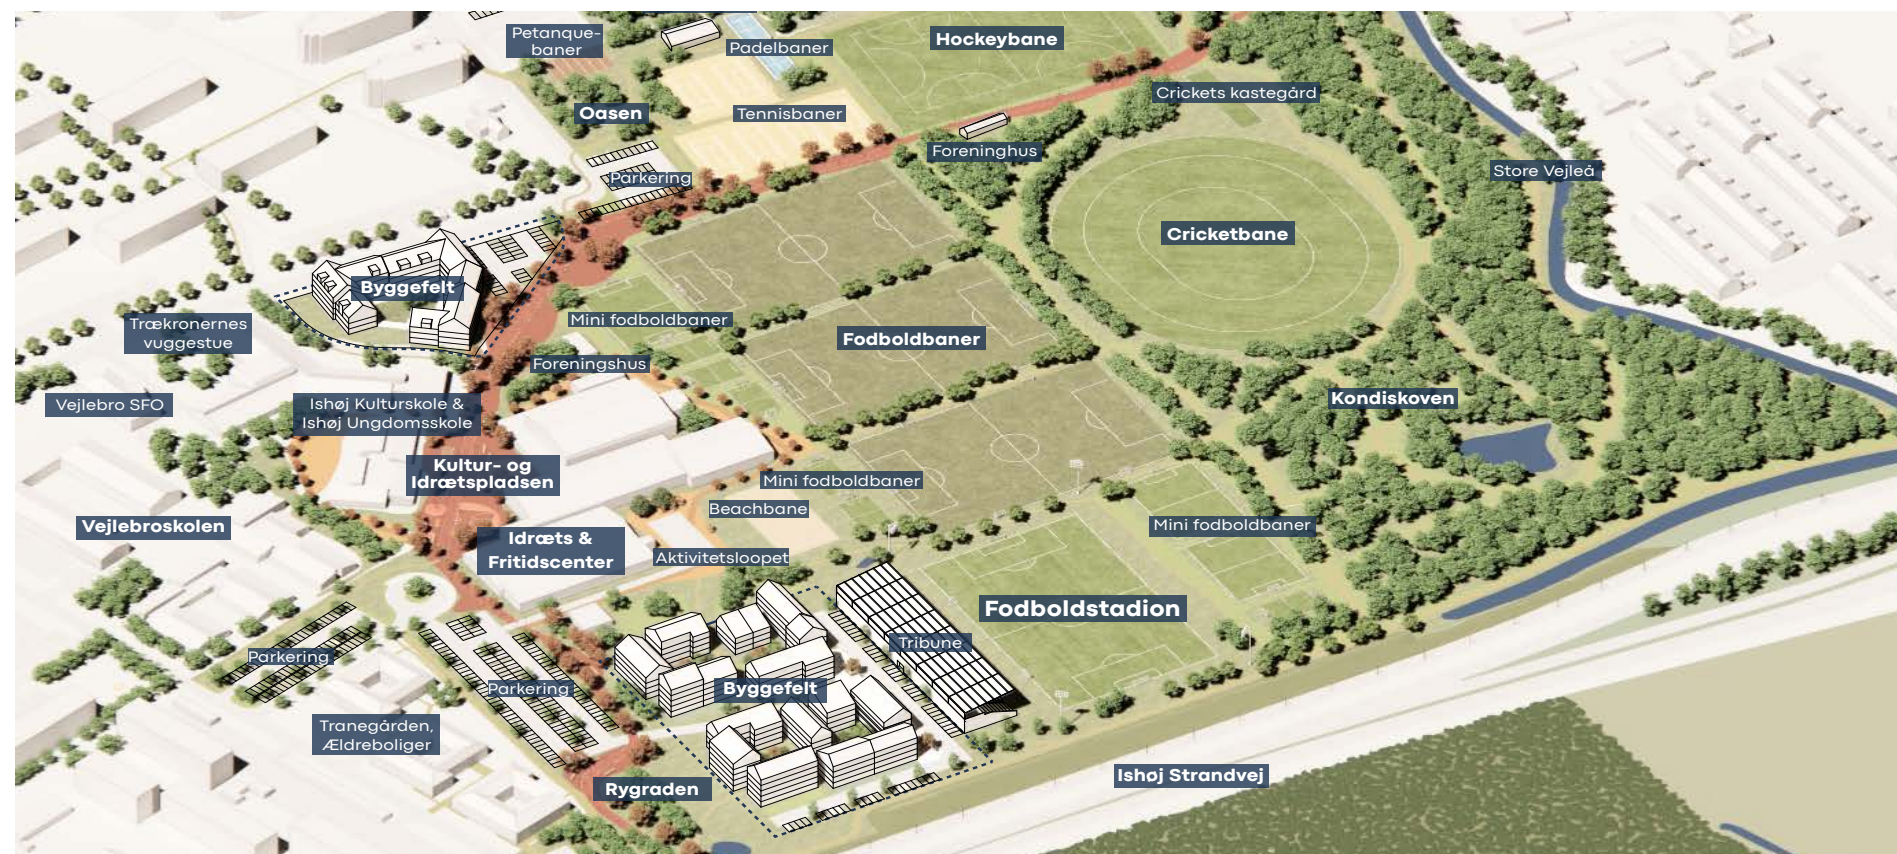 Petanque-
baner
Padelbaner
Hockeybane
Crickets kastegård
Oasen
Tennisbaner
Foreninghus
Store Vejleå
Parkering
Cricketbane
Byggefelt
Trækronernes
vuggestue
Mini fodboldbaner
Fodboldbaner
Foreningshus
Kondiskoven
Vejlebro SFO
Ishøj Kulturskole &
Ishøj Ungdomsskole
Kultur- og
Idrætspladsen
Mini fodboldbaner
Beachbane
Vejlebroskolen
Mini fodboldbaner
Idræts &
Fritidscenter
Aktivitetsloopet
Fodboldstadion
Tribune
Parkering
Parkering
Byggefelt
Tranegården,
Ældreboliger
Ishøj Strandvej
Rygraden